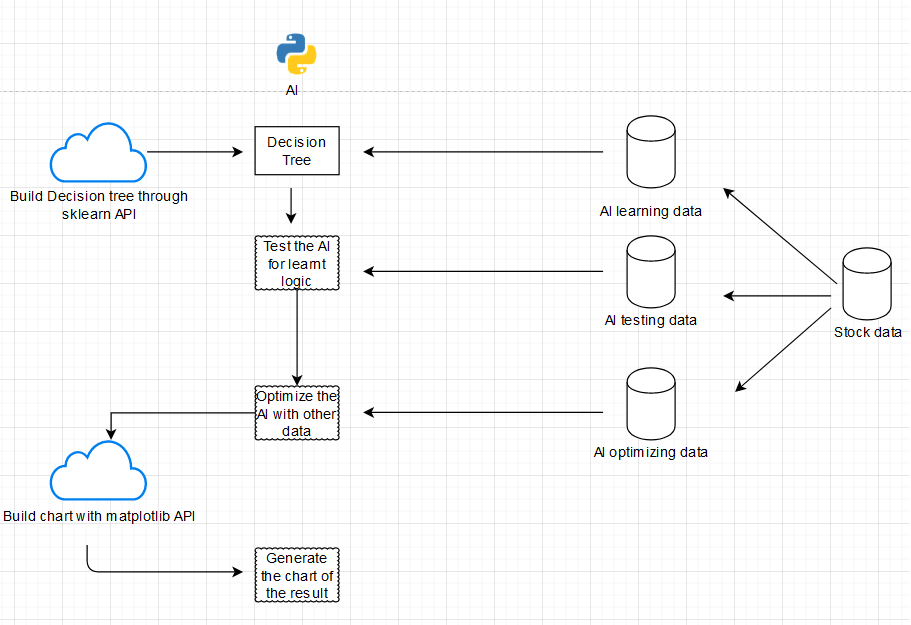 AI
Decision
Tree
Build Decision tree through
sklearn API
AI learning data
Test the AI
for learnt
logic
AI testing data
Stock data
Optimize the
AI with other
data
AI optimizing data
Build chart with matplotlib API
Generate
the chart of
the result